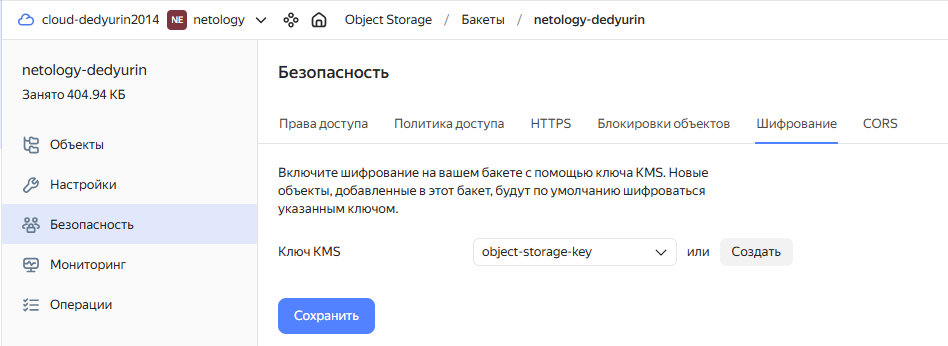 cloud-dedyurin2014 NE netology Object Storage / Бакеты / netology-dedyurin
netology-dedyurin
Занято 404.94 КБ
Объекты
Настройки
Безопасность
Мониторинг
Операции
Безопасность
Права доступа Политика доступа HTTPS Блокировки объектов Шифрование CORS
Включите шифрование на вашем бакете с помощью ключа KMS. Новые
объекты, добавленные в этот бакет, будут по умолчанию шифроваться
указанным ключом.
Ключ KMS object-storage-key или Создать
Сохранить